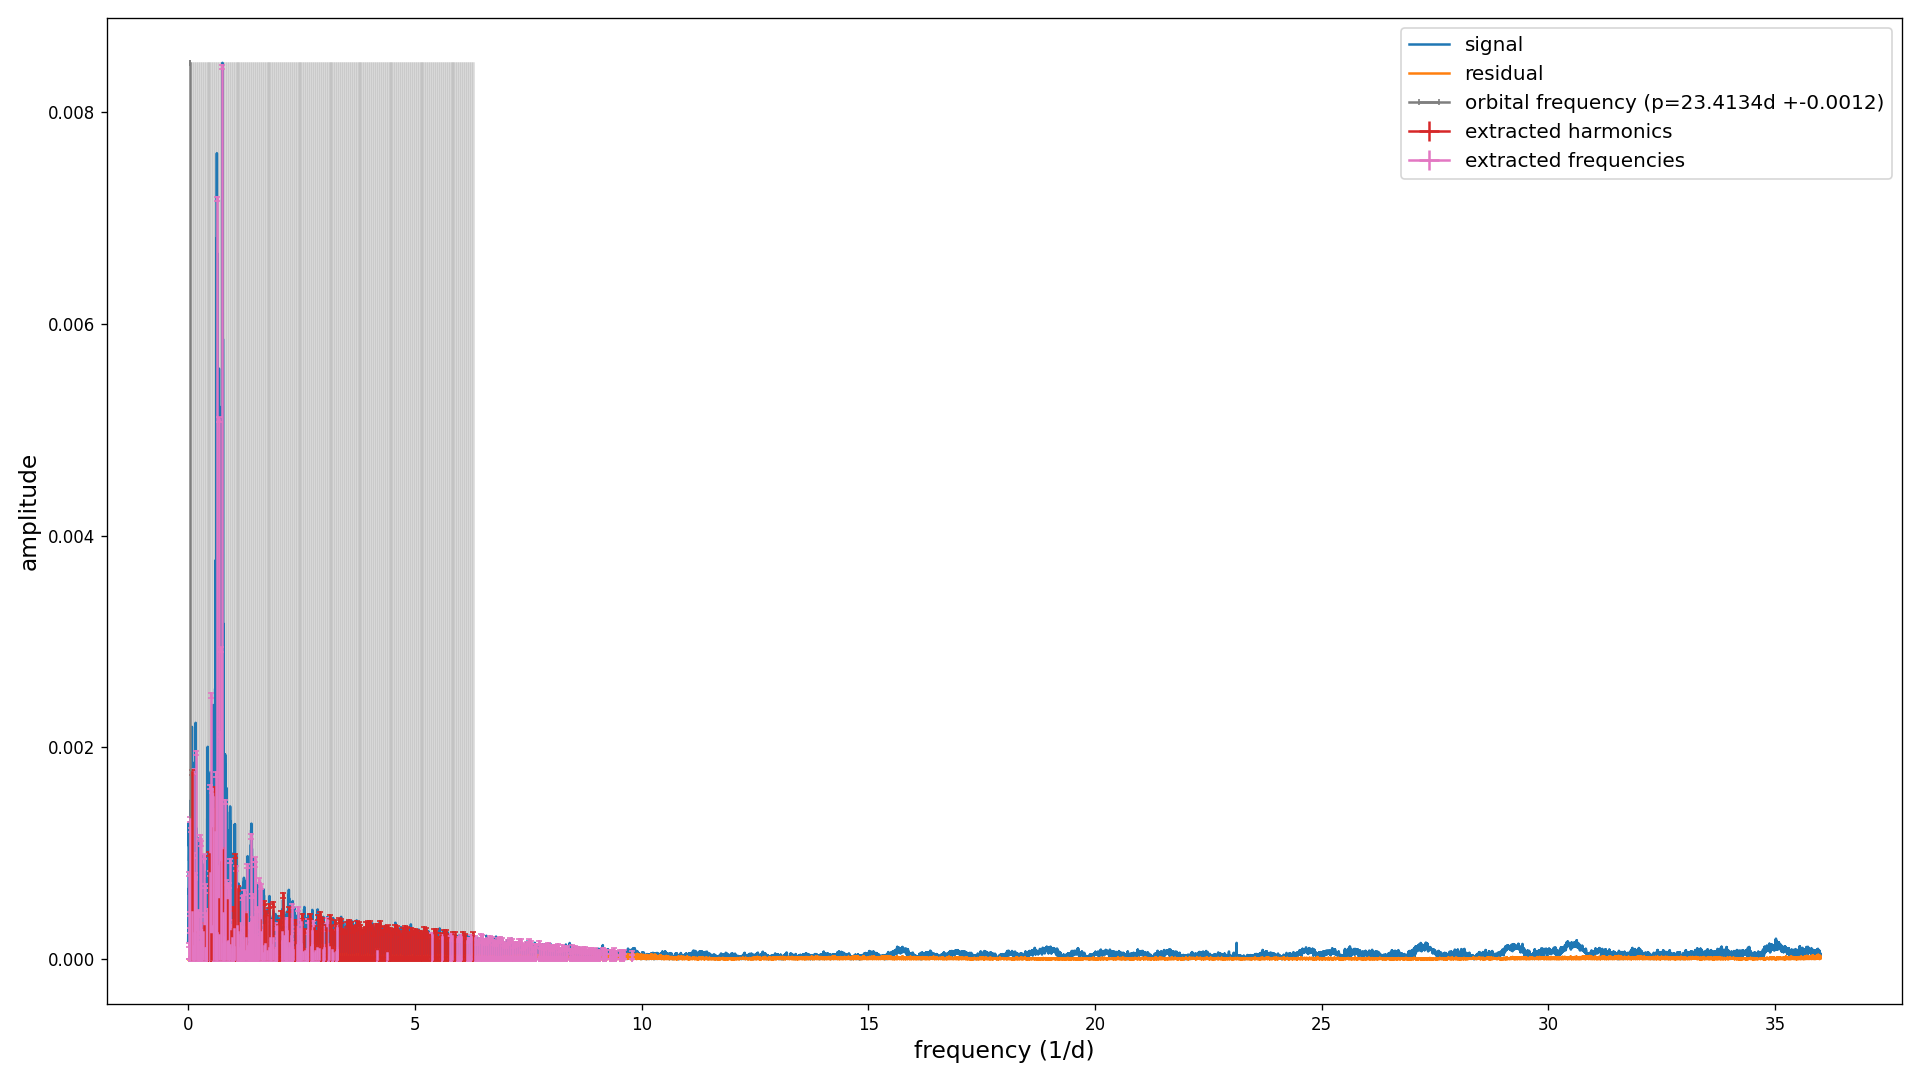 signal
residual
orbital frequency (p=23.4134d +-0.0012)
extracted harmonics
extracted frequencies
0.008
0.006
0.004
0.002
0.000
amplitude
0 5 10 15 20 25 30 35
frequency (1/d)